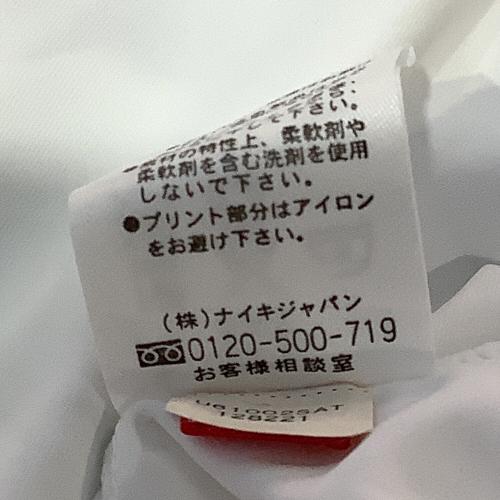 て下さい。
の特性上、柔軟剤や
柔軟剤を含む洗剤を使用
しないで下さい。
●プリント部分はアイロン
をお避け下さい。
(株)ナイキジャパン
0120-500-719
お客様相談室